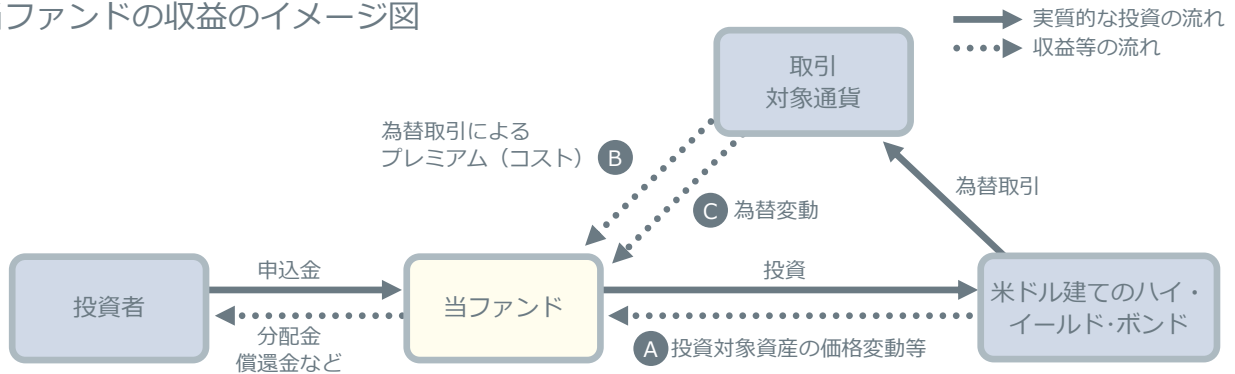 ファンドの収益のイメージ図
実質的な投資の流れ
収益等の流れ
取引
対象通貨
為替取引による
プレミアム（コスト） B
C 為替変動
為替取引
投資者
申込金
分配金
償還金など
当ファンド
投資
A 投資対象資産の価格変動等
米ドル建てのハイ・
イールド・ボンド